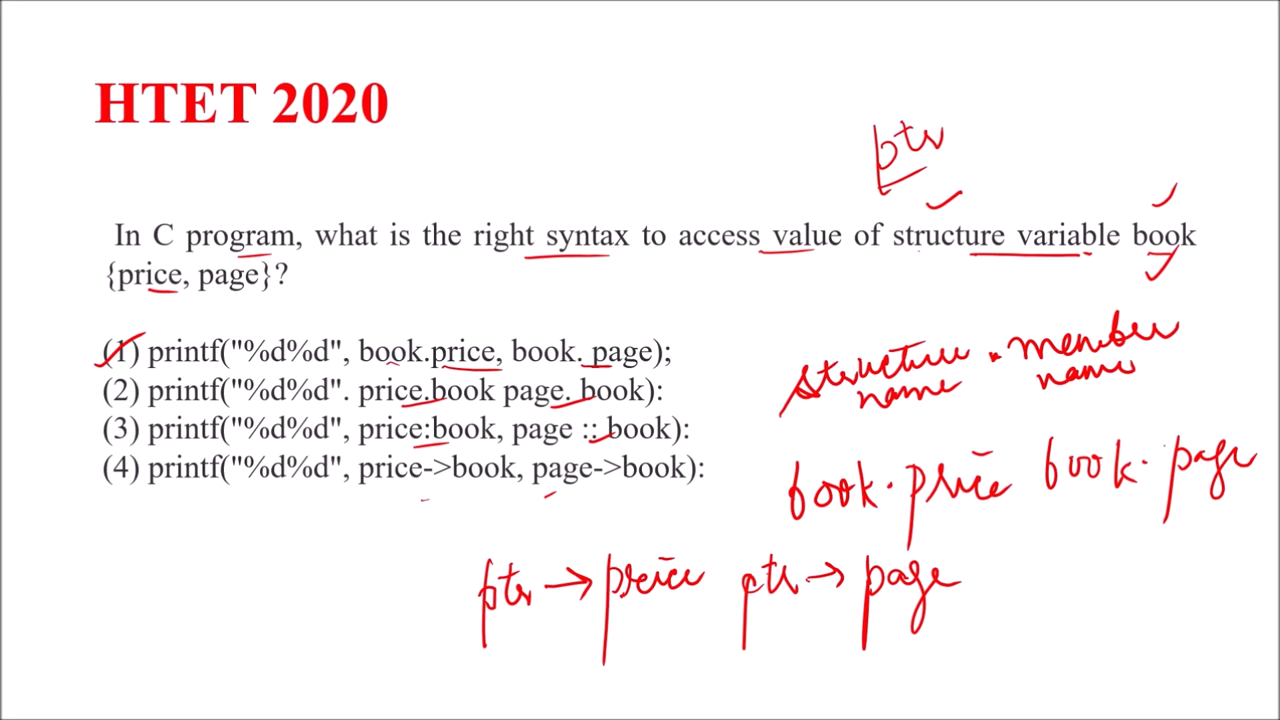 HTET 2020
ptr
In C program, what is the right syntax to access value of structure variable book
{price, page}?
(1) printf("%d%d", book.price, book. page);
(2) printf("%d%d". price.book page. book):
(3) printf("%d%d", price:book, page :: book):
(4) printf("%d%d", price->book, page->book):
structure . member
name name
book.price book.page
ptr → price ptr → page